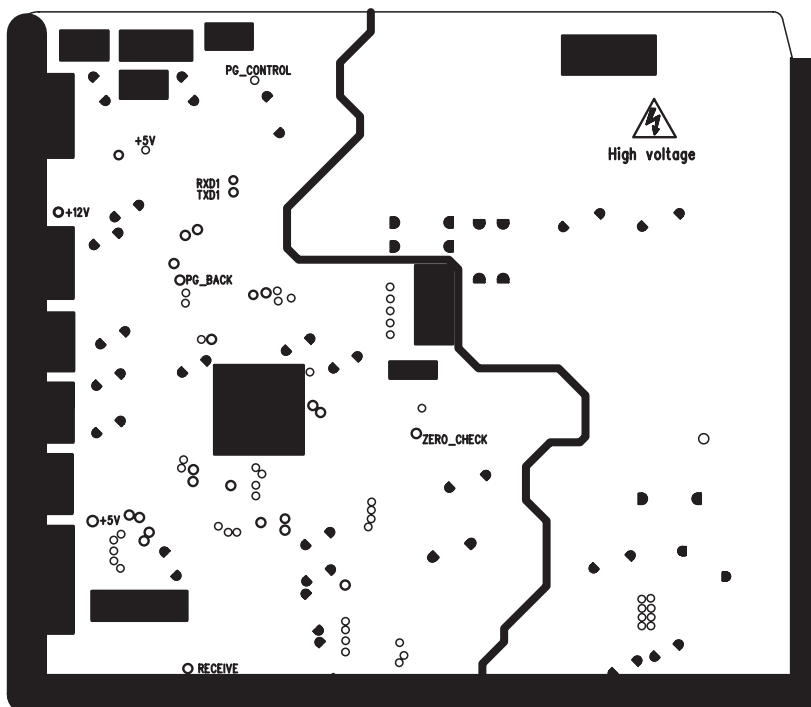 PG_CONTROL
+5V
High voltage
RXD1
TXD1
+12V
PG_BACK
ZERO_CHECK
+5V
RECEIVE